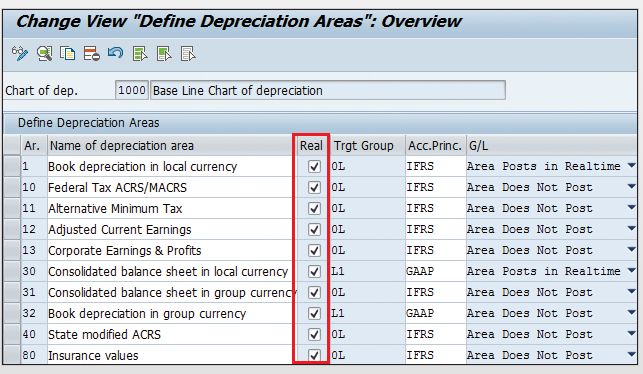 Change View "Define Depreciation Areas": Overview
Chart of dep. 1000 Base Line Chart of depreciation
Define Depreciation Areas
Ar. Name of depreciation area Real Trgt Group Acc.Princ. G/L
1 Book depreciation in local currency 0L IFRS Area Posts in Realtime
10 Federal Tax ACRS/MACRS 0L IFRS Area Does Not Post
11 Alternative Minimum Tax 0L IFRS Area Does Not Post
12 Adjusted Current Earnings 0L IFRS Area Does Not Post
13 Corporate Earnings & Profits 0L IFRS Area Does Not Post
30 Consolidated balance sheet in local currency L1 GAAP Area Posts in Realtime
31 Consolidated balance sheet in group currency 0L IFRS Area Does Not Post
32 Book depreciation in group currency L1 GAAP Area Does Not Post
40 State modified ACRS 0L IFRS Area Does Not Post
80 Insurance values 0L IFRS Area Does Not Post